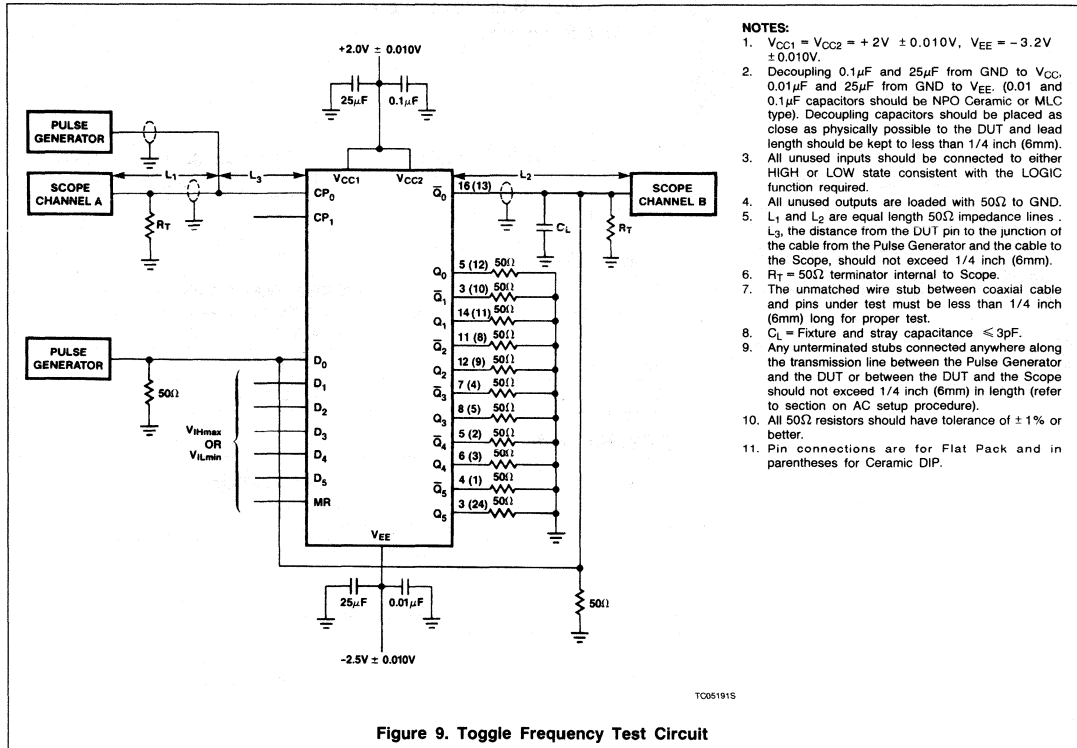 +2.0V ± 0.010V
25μF
0.1μF
PULSE
GENERATOR
L1
L3
SCOPE
CHANNEL A
RT
CP0
CP1
VCC1
VCC2
Q̅0
16 (13)
L2
SCOPE
CHANNEL B
CL
RT
Q0 5 (12) 50Ω
Q̅1 3 (10) 50Ω
Q1 14 (11) 50Ω
Q̅2 11 (8) 50Ω
Q2 12 (9) 50Ω
Q̅3 7 (4) 50Ω
Q3 8 (5) 50Ω
Q̅4 5 (2) 50Ω
Q4 6 (3) 50Ω
Q̅5 4 (1) 50Ω
Q5 3 (24) 50Ω
PULSE
GENERATOR
50Ω
D0
D1
D2
D3
D4
D5
MR
VIHmax
OR
VILmin
VEE
25μF
0.01μF
50Ω
−2.5V ± 0.010V
NOTES:
1. VCC1 = VCC2 = +2V ±0.010V, VEE = −3.2V
±0.010V.
2. Decoupling 0.1μF and 25μF from GND to VCC,
0.01μF and 25μF from GND to VEE. (0.01 and
0.1μF capacitors should be NPO Ceramic or MLC
type). Decoupling capacitors should be placed as
close as physically possible to the DUT and lead
length should be kept to less than 1/4 inch (6mm).
3. All unused inputs should be connected to either
HIGH or LOW state consistent with the LOGIC
function required.
4. All unused outputs are loaded with 50Ω to GND.
5. L1 and L2 are equal length 50Ω impedance lines .
L3, the distance from the DUT pin to the junction of
the cable from the Pulse Generator and the cable to
the Scope, should not exceed 1/4 inch (6mm).
6. RT = 50Ω terminator internal to Scope.
7. The unmatched wire stub between coaxial cable
and pins under test must be less than 1/4 inch
(6mm) long for proper test.
8. CL = Fixture and stray capacitance ≤ 3pF.
9. Any unterminated stubs connected anywhere along
the transmission line between the Pulse Generator
and the DUT or between the DUT and the Scope
should not exceed 1/4 inch (6mm) in length (refer
to section on AC setup procedure).
10. All 50Ω resistors should have tolerance of ±1% or
better.
11. Pin connections are for Flat Pack and in
parentheses for Ceramic DIP.
TC05191S
Figure 9. Toggle Frequency Test Circuit